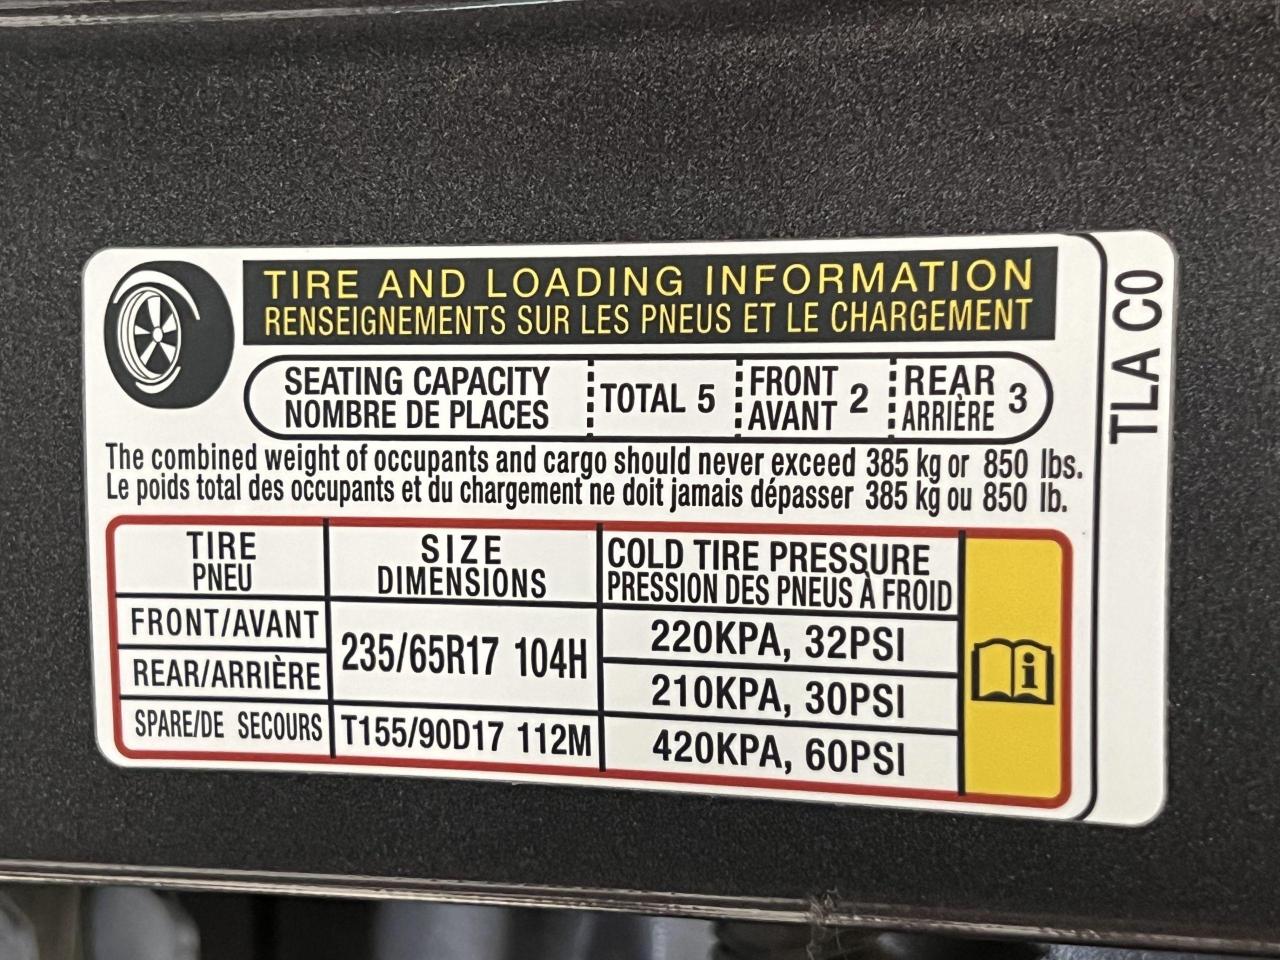 TIRE AND LOADING INFORMATION
RENSEIGNEMENTS SUR LES PNEUS ET LE CHARGEMENT
SEATING CAPACITY
NOMBRE DE PLACES
TOTAL 5
FRONT
AVANT 2
REAR
ARRIÈRE 3
The combined weight of occupants and cargo should never exceed 385 kg or 850 lbs.
Le poids total des occupants et du chargement ne doit jamais dépasser 385 kg ou 850 lb.
TIRE
PNEU
SIZE
DIMENSIONS
COLD TIRE PRESSURE
PRESSION DES PNEUS À FROID
FRONT/AVANT
235/65R17 104H
220KPA, 32PSI
REAR/ARRIÈRE
210KPA, 30PSI
SPARE/DE SECOURS
T155/90D17 112M
420KPA, 60PSI
TLA C0